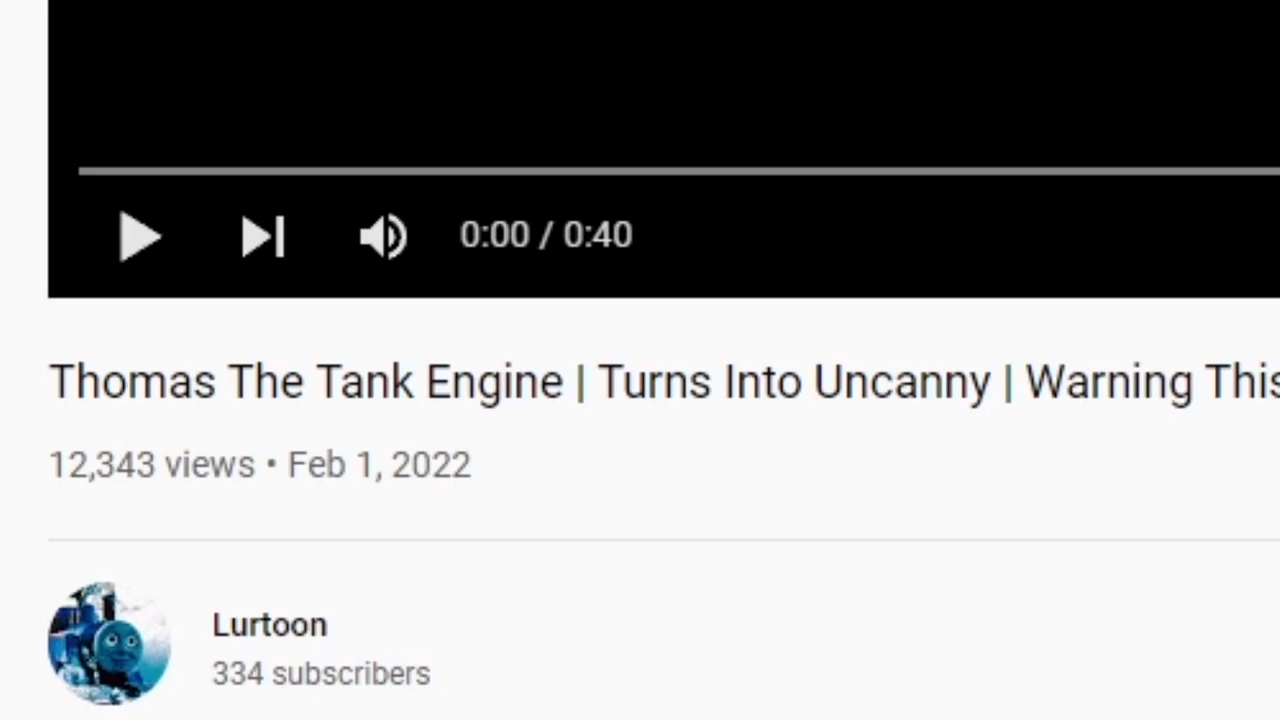 0:00 / 0:40
Thomas The Tank Engine | Turns Into Uncanny | Warning This
12,343 views • Feb 1, 2022
Lurtoon
334 subscribers